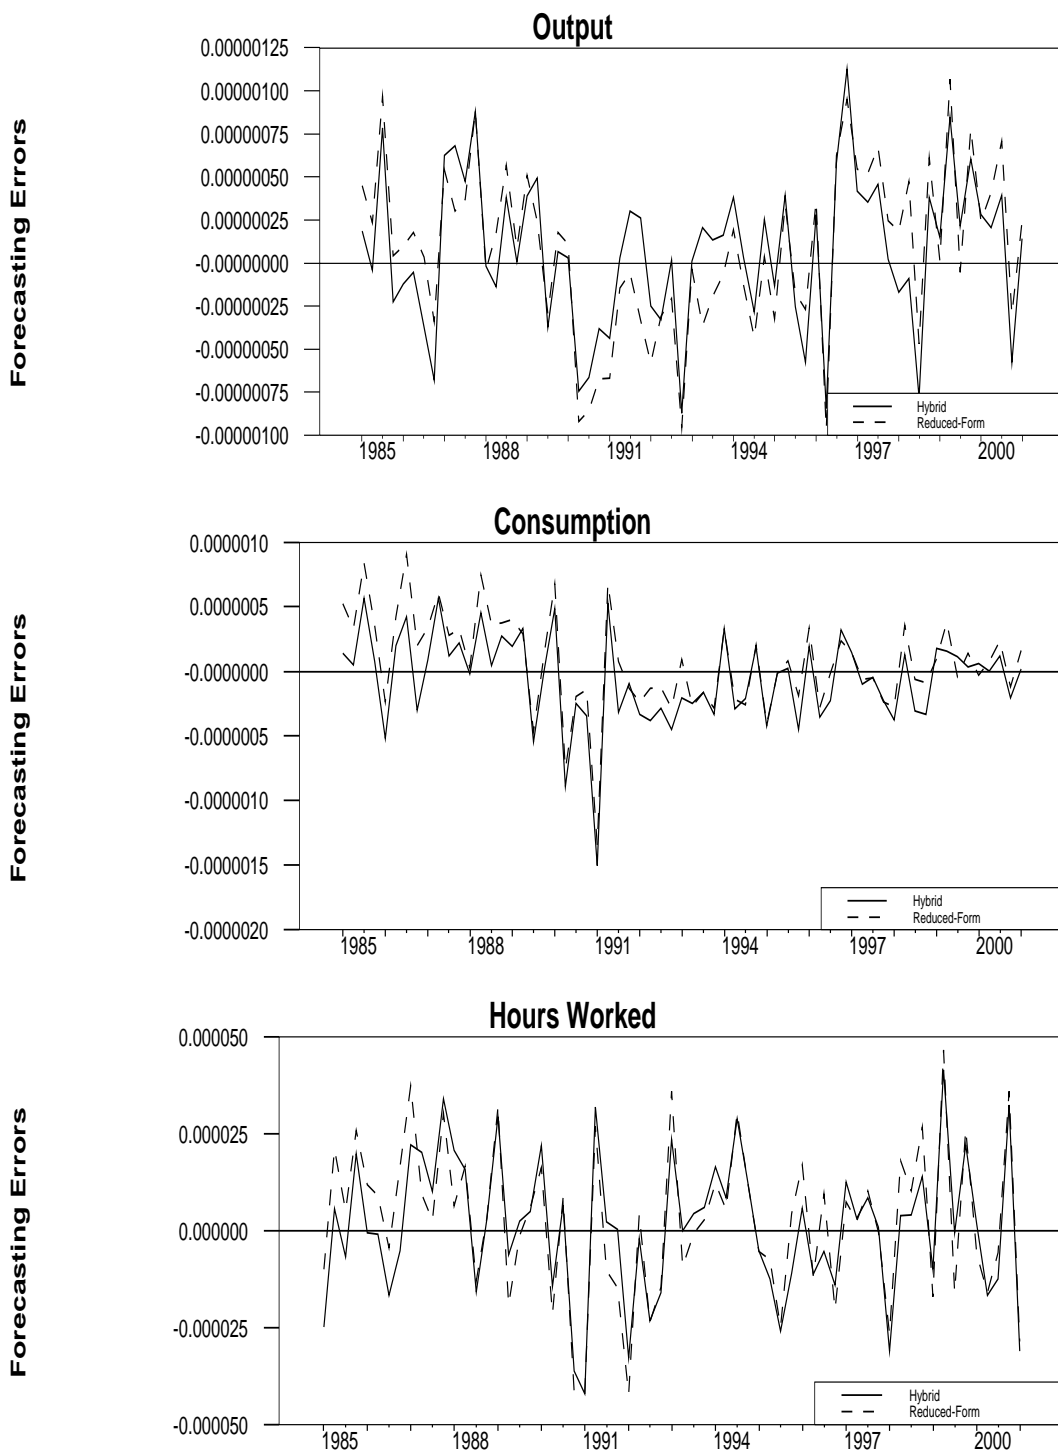 Output
Forecasting Errors
0.00000125
0.00000100
0.00000075
0.00000050
0.00000025
-0.00000000
-0.00000025
-0.00000050
-0.00000075
-0.00000100
Hybrid
Reduced-Form
1985 1988 1991 1994 1997 2000
Consumption
Forecasting Errors
0.0000010
0.0000005
-0.0000000
-0.0000005
-0.0000010
-0.0000015
-0.0000020
Hybrid
Reduced-Form
1985 1988 1991 1994 1997 2000
Hours Worked
Forecasting Errors
0.000050
0.000025
0.000000
-0.000025
-0.000050
Hybrid
Reduced-Form
1985 1988 1991 1994 1997 2000